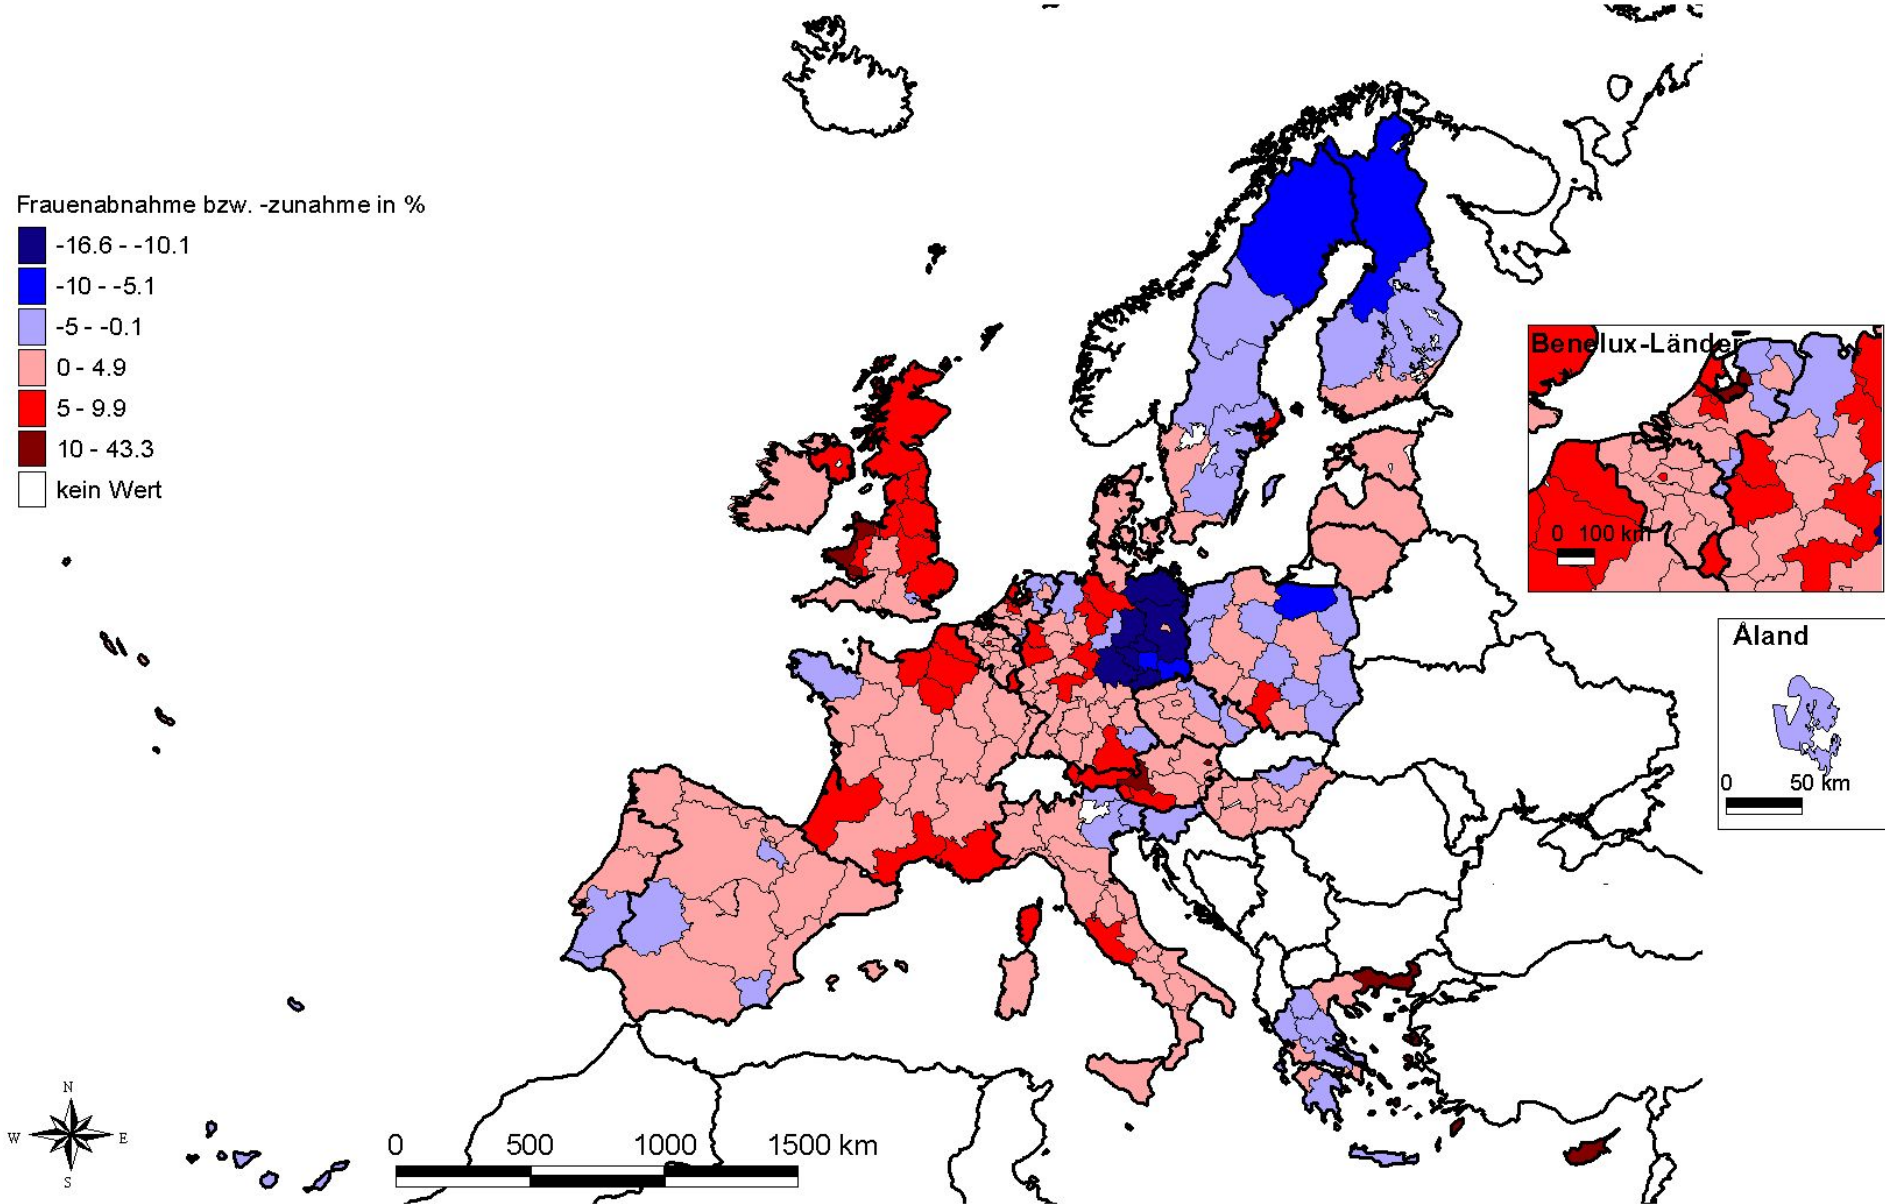 Frauenabnahme bzw. -zunahme in %
-16.6 - -10.1
-10 - -5.1
-5 - -0.1
0 - 4.9
5 - 9.9
10 - 43.3
kein Wert
Benelux-Länder
0 100 km
Åland
0 50 km
N
W E
S
0 500 1000 1500 km